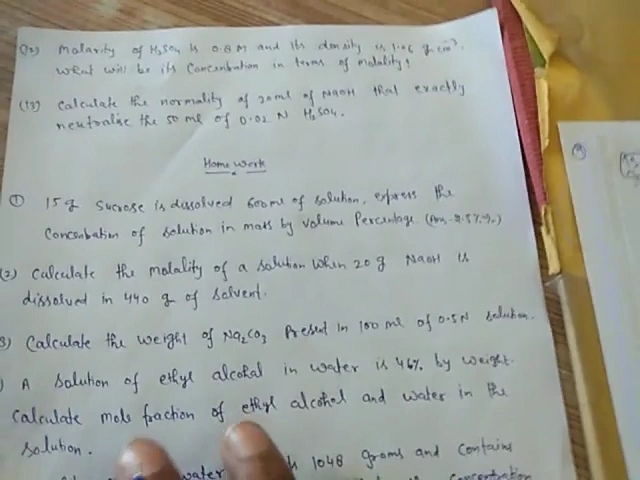 molarity of H₂SO₄ is 0.8 M and its density is 1.06 g/cm³.
what will be its concentration in terms of molality?
Calculate the normality of 20 ml of NaOH that exactly
neutralise the 50 ml of 0.02 N H₂SO₄.
Home Work
① 15 g sucrose is dissolved 600 ml of solution, express the
concentration of solution in mass by volume Percentage (Ans-2.5%.)
(2) Calculate the molality of a solution when 20 g NaOH is
dissolved in 440 g of solvent.
3) Calculate the weight of Na₂CO₃ Present in 100 ml of 0.5 N solution.
) A solution of ethyl alcohol in water is 46% by weight.
Calculate mole fraction of ethyl alcohol and water in the
solution.
water 1048 grams and contains
concentration